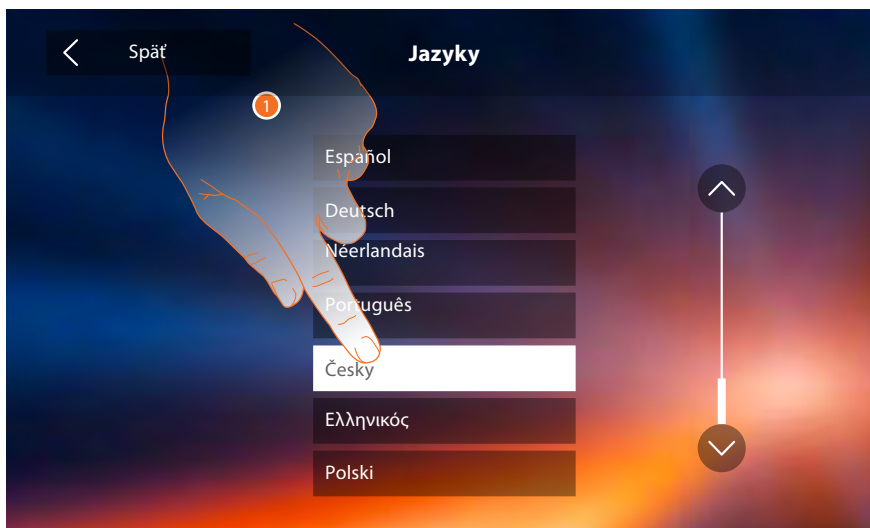 Späť
Jazyky
1
Español
Deutsch
Néerlandais
Português
Česky
Ελληνικός
Polski